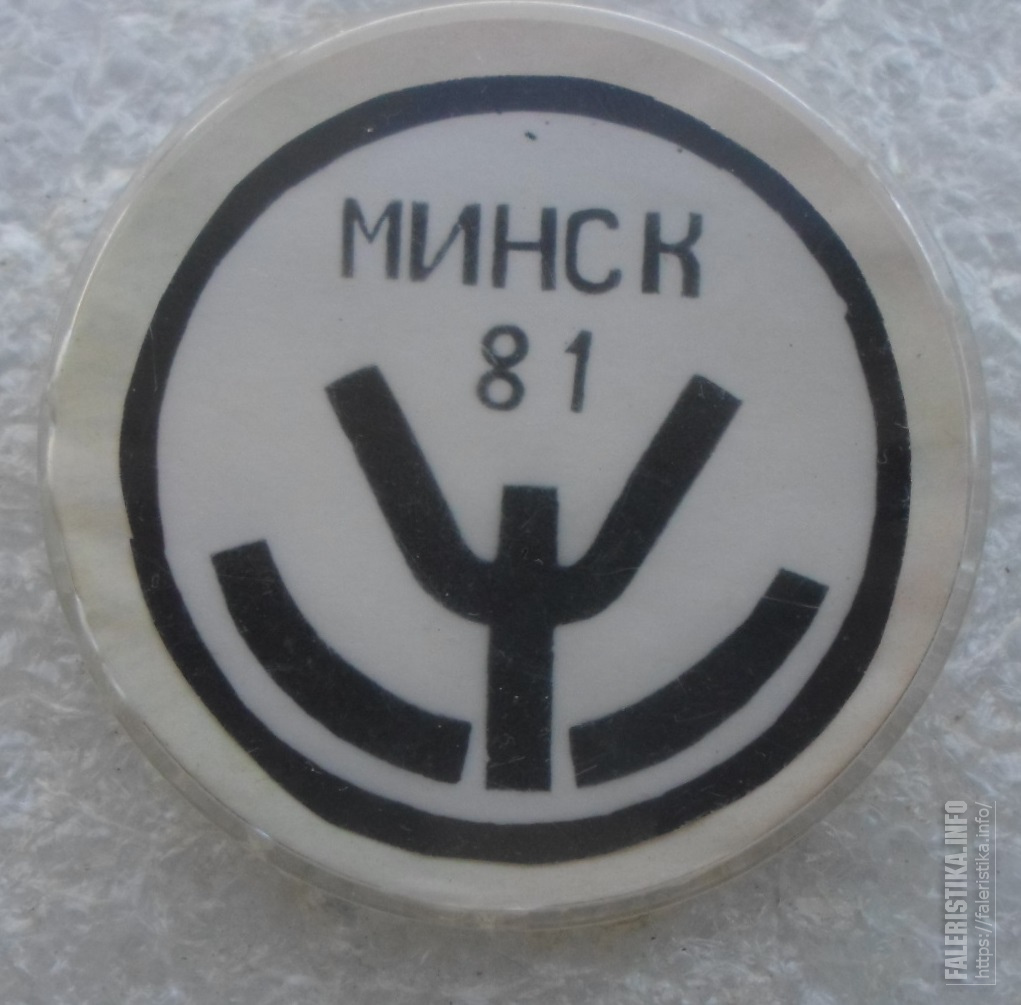 МИНСК
81
FALERISTIKA.INFO
https://faleristika.info/